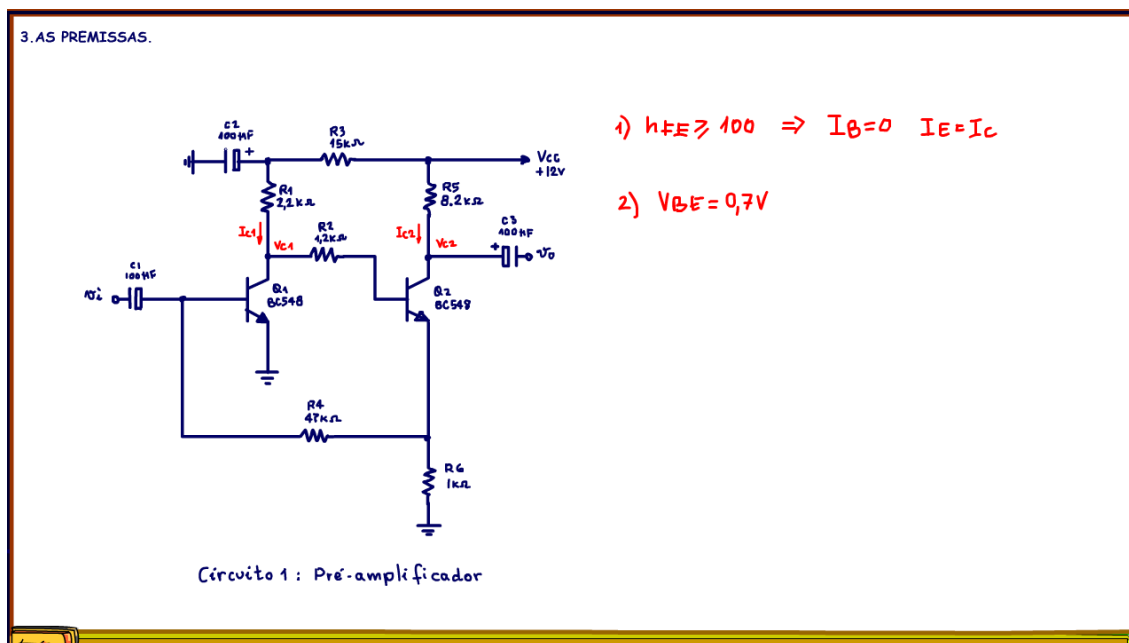 3.AS PREMISSAS.
C2
100µF
+
R3
15kΩ
Vcc
+12V
R1
2,2kΩ
R5
8.2kΩ
Ic1
Vc1
R2
1,2kΩ
Ic2
Vc2
C3
100µF
+
vo
C1
100µF
vi
Q1
BC548
Q2
BC548
R4
47kΩ
R6
1kΩ
Circuito 1: Pré-amplificador
1) hFE ≥ 100 ⇒ IB=0 IE=Ic
2) VBE=0,7V